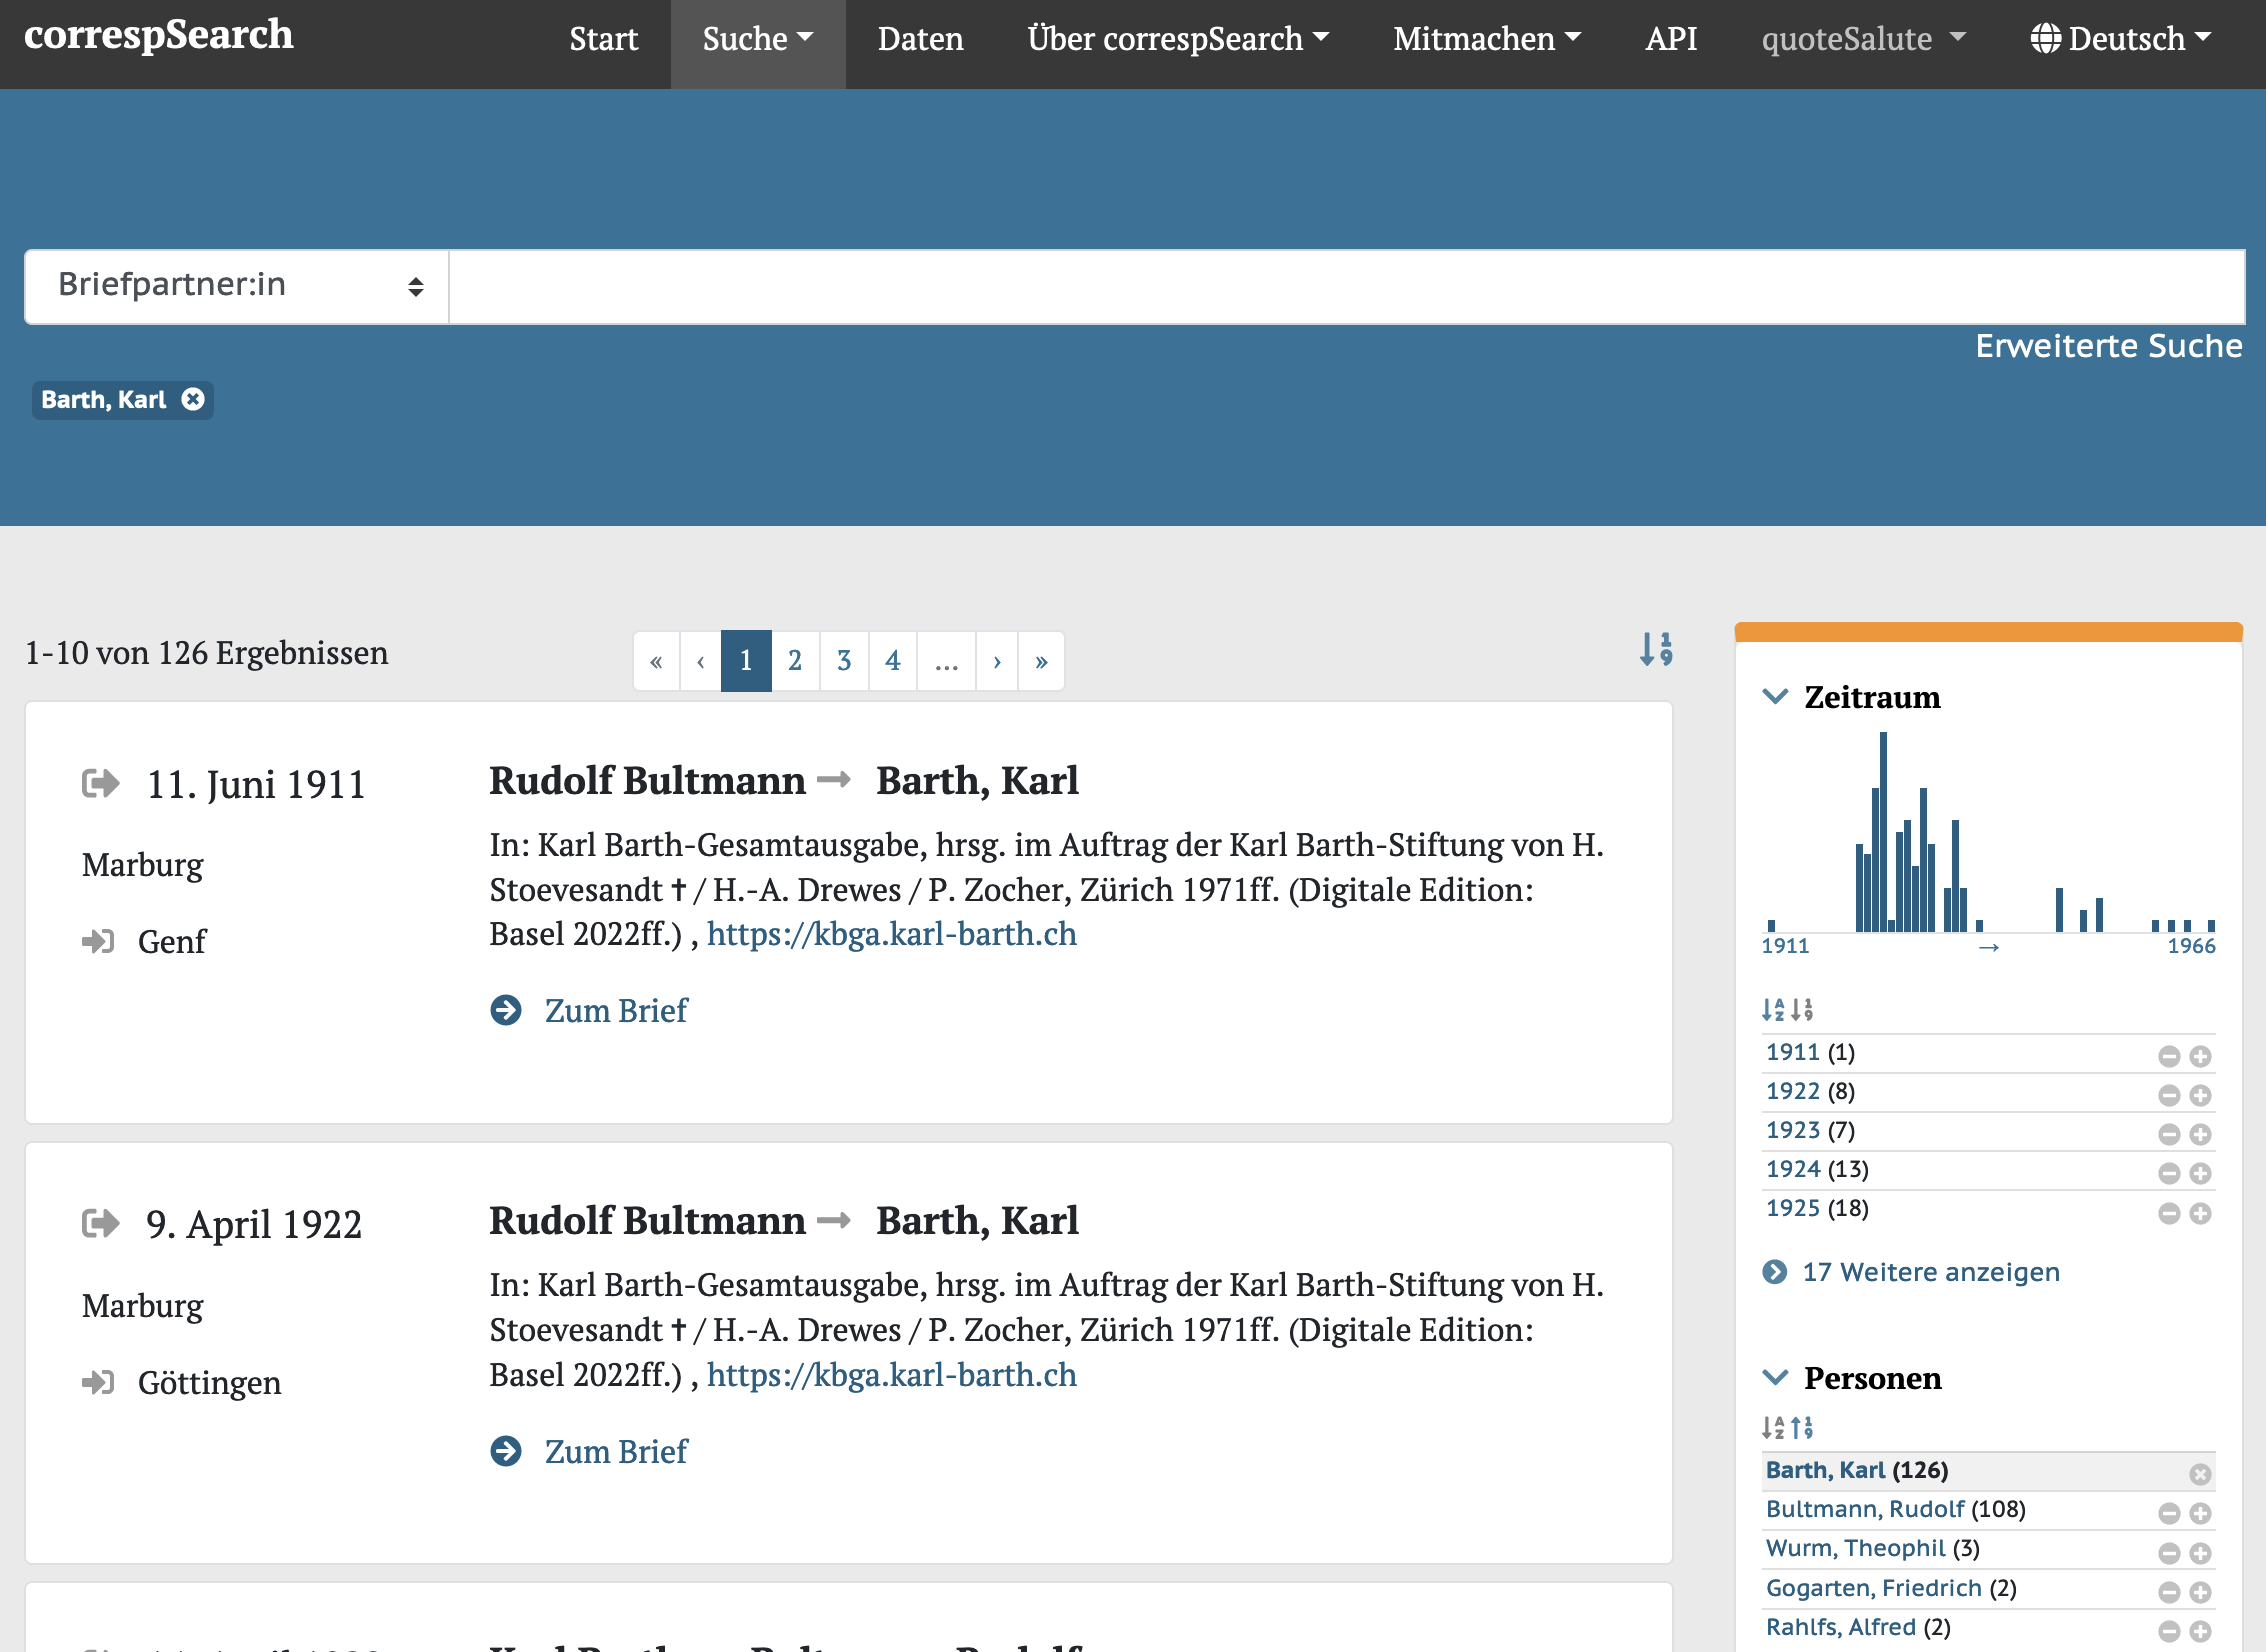 correspSearch
Start Suche Daten Über correspSearch Mitmachen API quoteSalute Deutsch
Briefpartner:in
Erweiterte Suche
Barth, Karl
1-10 von 126 Ergebnissen
« ‹ 1 2 3 4 ... › »
11. Juni 1911
Marburg
Genf
Rudolf Bultmann → Barth, Karl
In: Karl Barth-Gesamtausgabe, hrsg. im Auftrag der Karl Barth-Stiftung von H.
Stoevesandt ✝ / H.-A. Drewes / P. Zocher, Zürich 1971ff. (Digitale Edition:
Basel 2022ff.) , https://kbga.karl-barth.ch
Zum Brief
9. April 1922
Marburg
Göttingen
Rudolf Bultmann → Barth, Karl
In: Karl Barth-Gesamtausgabe, hrsg. im Auftrag der Karl Barth-Stiftung von H.
Stoevesandt ✝ / H.-A. Drewes / P. Zocher, Zürich 1971ff. (Digitale Edition:
Basel 2022ff.) , https://kbga.karl-barth.ch
Zum Brief
Zeitraum
1911 → 1966
1911 (1)
1922 (8)
1923 (7)
1924 (13)
1925 (18)
17 Weitere anzeigen
Personen
Barth, Karl (126)
Bultmann, Rudolf (108)
Wurm, Theophil (3)
Gogarten, Friedrich (2)
Rahlfs, Alfred (2)